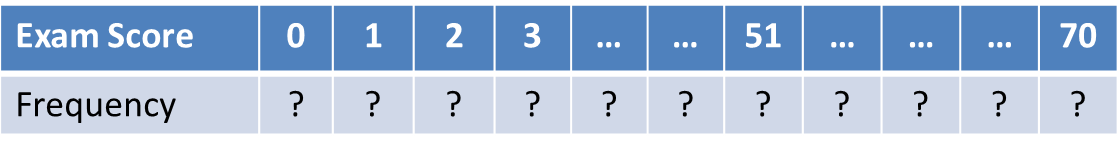 Exam Score 0 1 2 3 ... ... 51 ... ... ... 70
Frequency ? ? ? ? ? ? ? ? ? ? ?